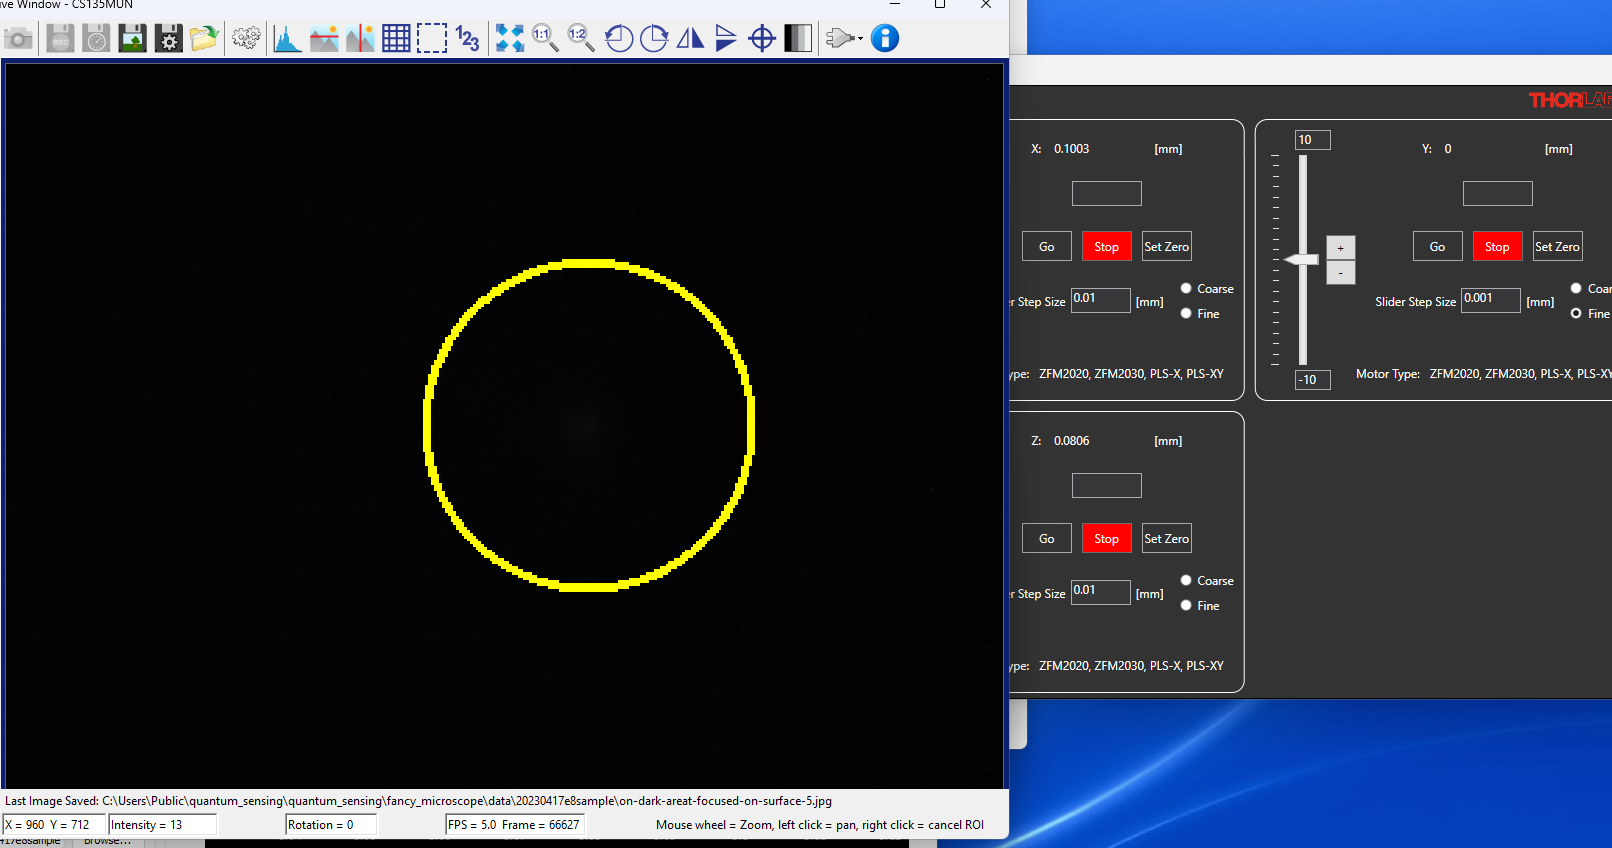 Window - CS135MUN
REC
1:1
1:2
123
THORLAB
X: 0.1003 [mm]
Go Stop Set Zero
Step Size 0.01 [mm]
Coarse
Fine
ZFM2020, ZFM2030, PLS-X, PLS-XY
10
Y: 0 [mm]
+
-
Go Stop Set Zero
Slider Step Size 0.001 [mm]
Coar
Fine
-10
Motor Type: ZFM2020, ZFM2030, PLS-X, PLS-XY
Z: 0.0806 [mm]
Go Stop Set Zero
Step Size 0.01 [mm]
Coarse
Fine
ZFM2020, ZFM2030, PLS-X, PLS-XY
Last Image Saved: C:\Users\Public\quantum_sensing\quantum_sensing\fancy_microscope\data\20230417e8sample\on-dark-areat-focused-on-surface-5.jpg
X = 960 Y = 712 Intensity = 13 Rotation = 0 FPS = 5.0 Frame = 66627 Mouse wheel = Zoom, left click = pan, right click = cancel ROI
417e8sample Browse...